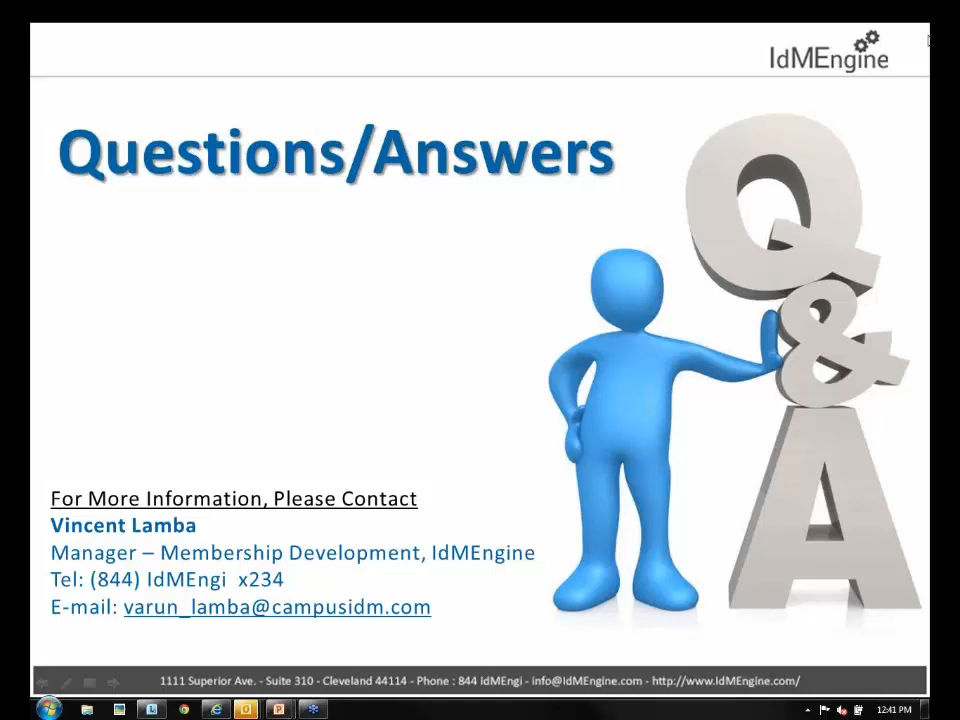 IdMEngine
Questions/Answers
Q
&
A
For More Information, Please Contact
Vincent Lamba
Manager – Membership Development, IdMEngine
Tel: (844) IdMEngi  x234
E-mail: varun_lamba@campusidm.com
1111 Superior Ave. - Suite 310 - Cleveland 44114 - Phone : 844 IdMEngi - info@IdMEngine.com - http://www.IdMEngine.com/
12:41 PM